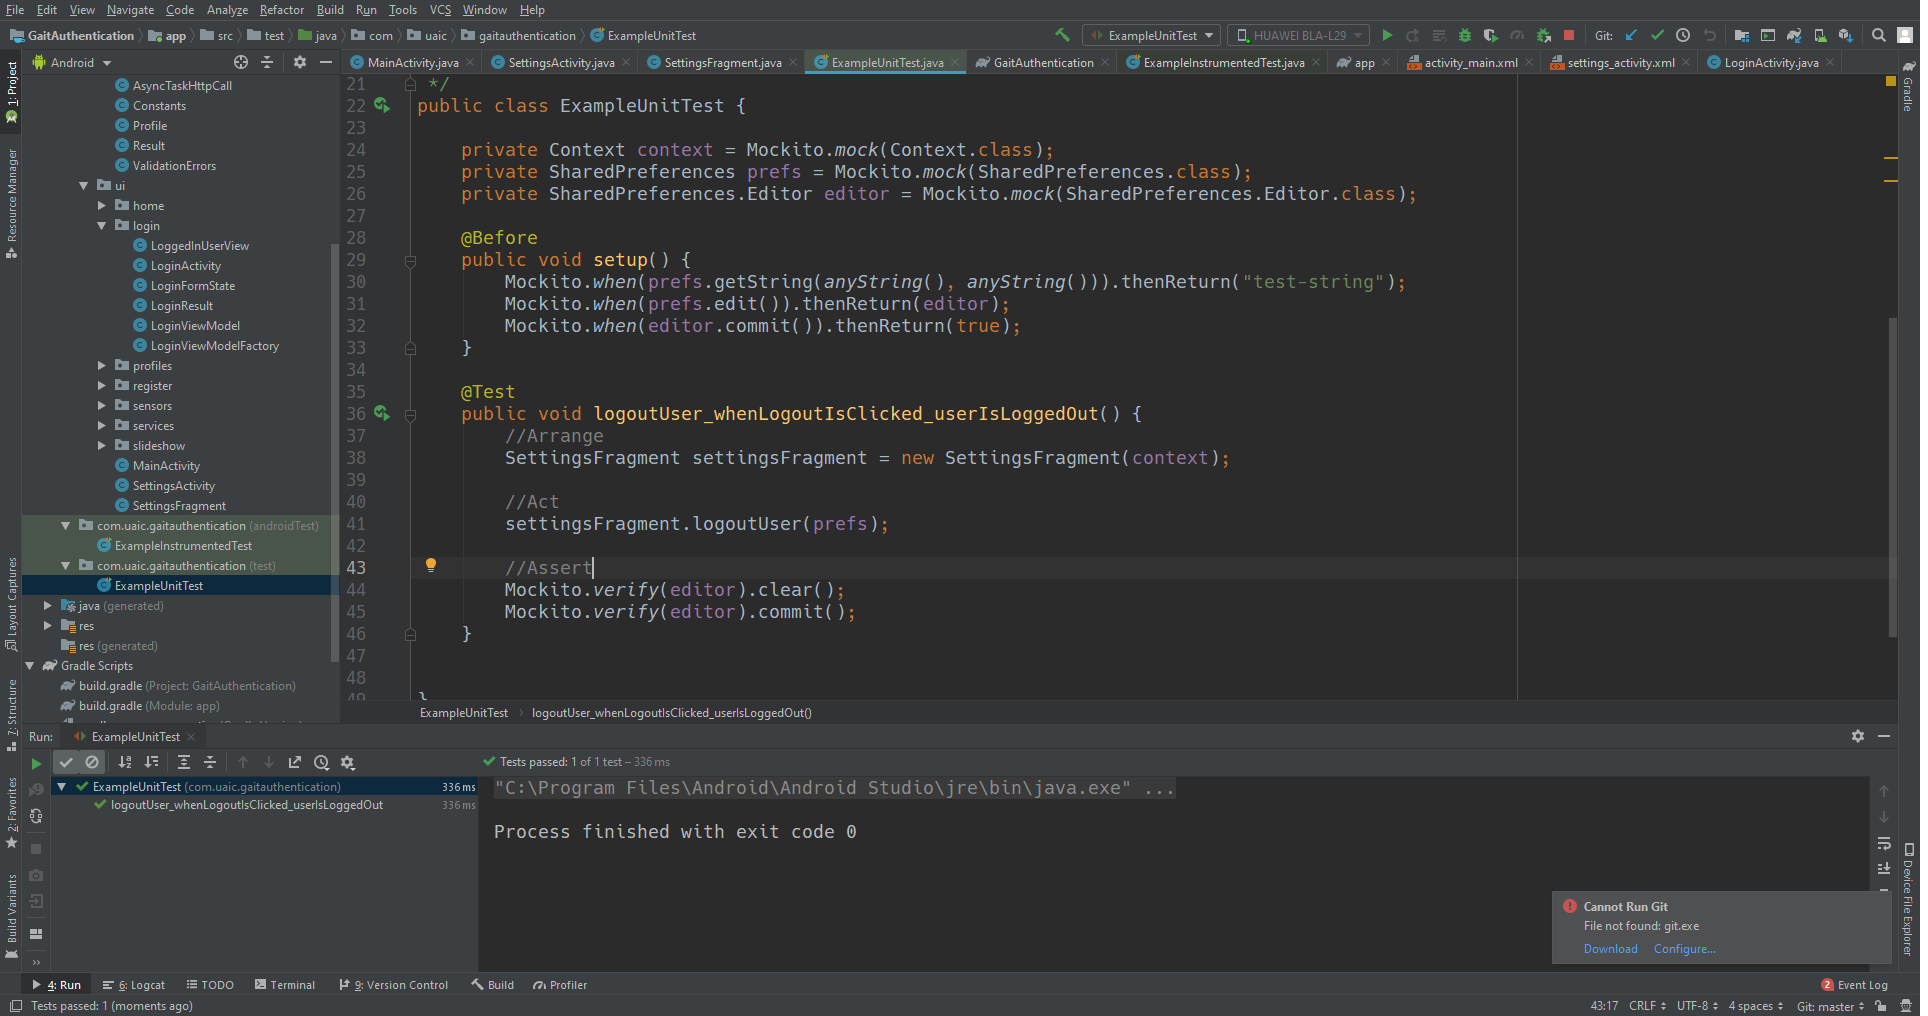 File Edit View Navigate Code Analyze Refactor Build Run Tools VCS Window Help
GaitAuthentication app src test java com uaic gaitauthentication ExampleUnitTest
ExampleUnitTest HUAWEI BLA-L29 Git:
Android
MainActivity.java SettingsActivity.java SettingsFragment.java ExampleUnitTest.java GaitAuthentication ExampleInstrumentedTest.java app activity_main.xml settings_activity.xml LoginActivity.java
1: Project
Resource Manager
Layout Captures
7: Structure
2: Favorites
Build Variants
AsyncTaskHttpCall
Constants
Profile
Result
ValidationErrors
ui
home
login
LoggedInUserView
LoginActivity
LoginFormState
LoginResult
LoginViewModel
LoginViewModelFactory
profiles
register
sensors
services
slideshow
MainActivity
SettingsActivity
SettingsFragment
com.uaic.gaitauthentication (androidTest)
ExampleInstrumentedTest
com.uaic.gaitauthentication (test)
ExampleUnitTest
java (generated)
res
res (generated)
Gradle Scripts
build.gradle (Project: GaitAuthentication)
build.gradle (Module: app)
21 */
22 public class ExampleUnitTest {
23
24 private Context context = Mockito.mock(Context.class);
25 private SharedPreferences prefs = Mockito.mock(SharedPreferences.class);
26 private SharedPreferences.Editor editor = Mockito.mock(SharedPreferences.Editor.class);
27
28 @Before
29 public void setup() {
30 Mockito.when(prefs.getString(anyString(), anyString())).thenReturn("test-string");
31 Mockito.when(prefs.edit()).thenReturn(editor);
32 Mockito.when(editor.commit()).thenReturn(true);
33 }
34
35 @Test
36 public void logoutUser_whenLogoutIsClicked_userIsLoggedOut() {
37 //Arrange
38 SettingsFragment settingsFragment = new SettingsFragment(context);
39
40 //Act
41 settingsFragment.logoutUser(prefs);
42
43 //Assert
44 Mockito.verify(editor).clear();
45 Mockito.verify(editor).commit();
46 }
47
48
49 }
ExampleUnitTest logoutUser_whenLogoutIsClicked_userIsLoggedOut()
Gradle
Device File Explorer
Run: ExampleUnitTest
Tests passed: 1 of 1 test – 336 ms
ExampleUnitTest (com.uaic.gaitauthentication) 336 ms
logoutUser_whenLogoutIsClicked_userIsLoggedOut 336 ms
"C:\Program Files\Android\Android Studio\jre\bin\java.exe" ...
Process finished with exit code 0
Cannot Run Git
File not found: git.exe
Download Configure...
4: Run 6: Logcat TODO Terminal 9: Version Control Build Profiler 2 Event Log
Tests passed: 1 (moments ago) 43:17 CRLF UTF-8 4 spaces Git: master